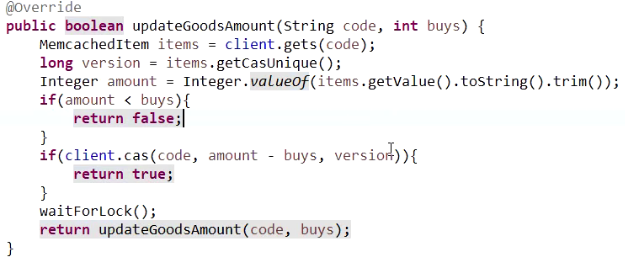 @Override
public boolean updateGoodsAmount(String code, int buys) {
    MemcachedItem items = client.gets(code);
    long version = items.getCasUnique();
    Integer amount = Integer.valueOf(items.getValue().toString().trim());
    if(amount < buys){
        return false;
    }
    if(client.cas(code, amount - buys, version)){
        return true;
    }
    waitForLock();
    return updateGoodsAmount(code, buys);
}